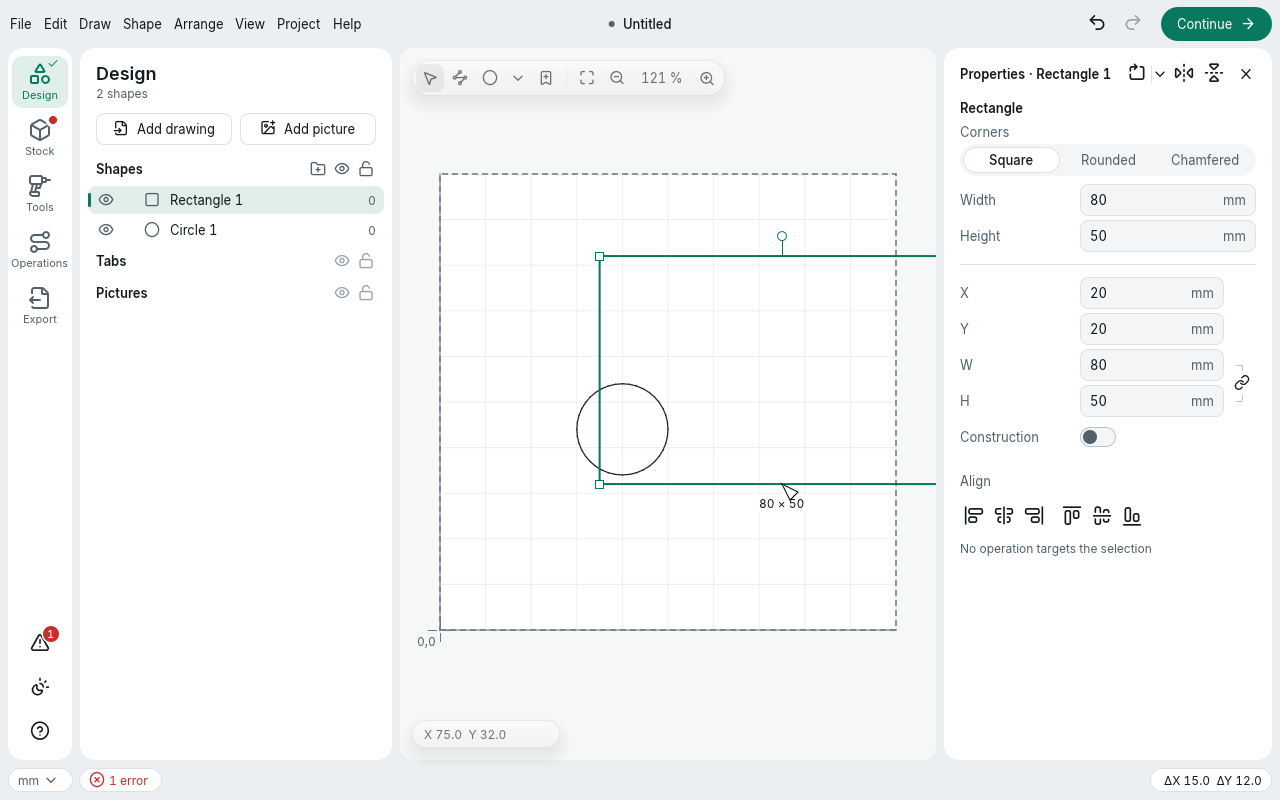 File Edit Draw Shape Arrange View Project Help
Untitled
Continue
Design
Stock
Tools
Operations
Export
1
Design
2 shapes
Add drawing
Add picture
Shapes
Rectangle 1 0
Circle 1 0
Tabs
Pictures
121 %
80 × 50
0,0
X 75.0 Y 32.0
Properties · Rectangle 1
Rectangle
Corners
Square Rounded Chamfered
Width 80 mm
Height 50 mm
X 20 mm
Y 20 mm
W 80 mm
H 50 mm
Construction
Align
No operation targets the selection
mm
1 error
ΔX 15.0 ΔY 12.0